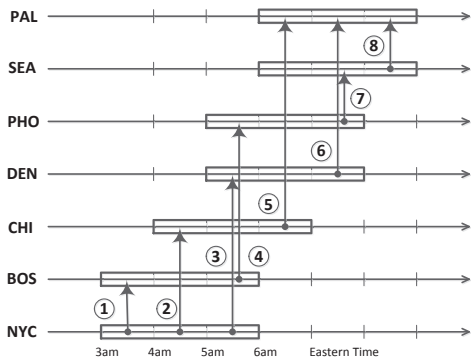 PAL
8
SEA
7
PHO
6
DEN
5
CHI
3 4
BOS
1 2
NYC
3am 4am 5am 6am Eastern Time